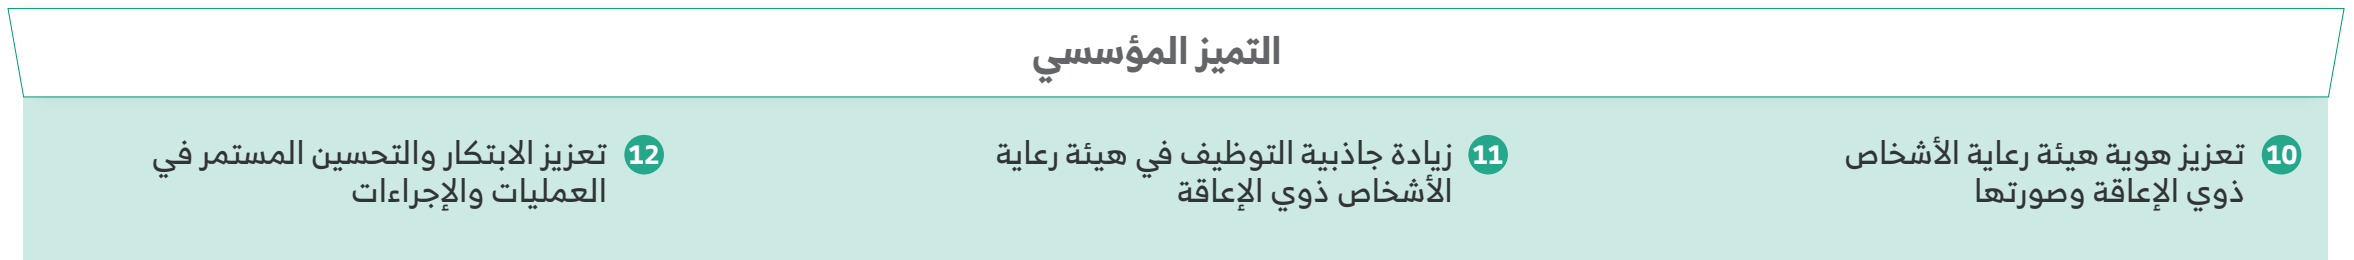 التميز المؤسسي
10 تعزيز هوية هيئة رعاية الأشخاص
ذوي الإعاقة وصورتها
11 زيادة جاذبية التوظيف في هيئة رعاية
الأشخاص ذوي الإعاقة
12 تعزيز الابتكار والتحسين المستمر في
العمليات والإجراءات